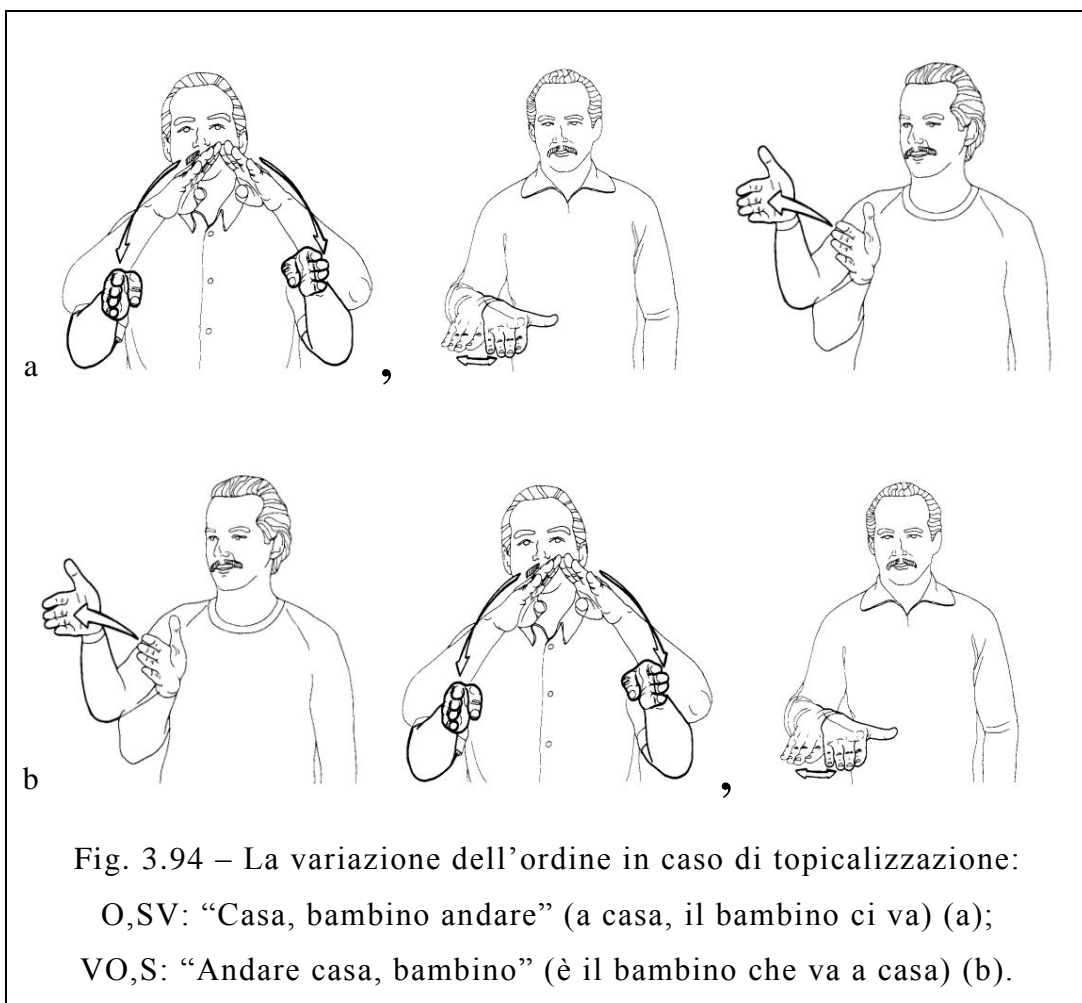 a ,
b ,
Fig. 3.94 – La variazione dell’ordine in caso di topicalizzazione:
O,SV: “Casa, bambino andare” (a casa, il bambino ci va) (a);
VO,S: “Andare casa, bambino” (è il bambino che va a casa) (b).